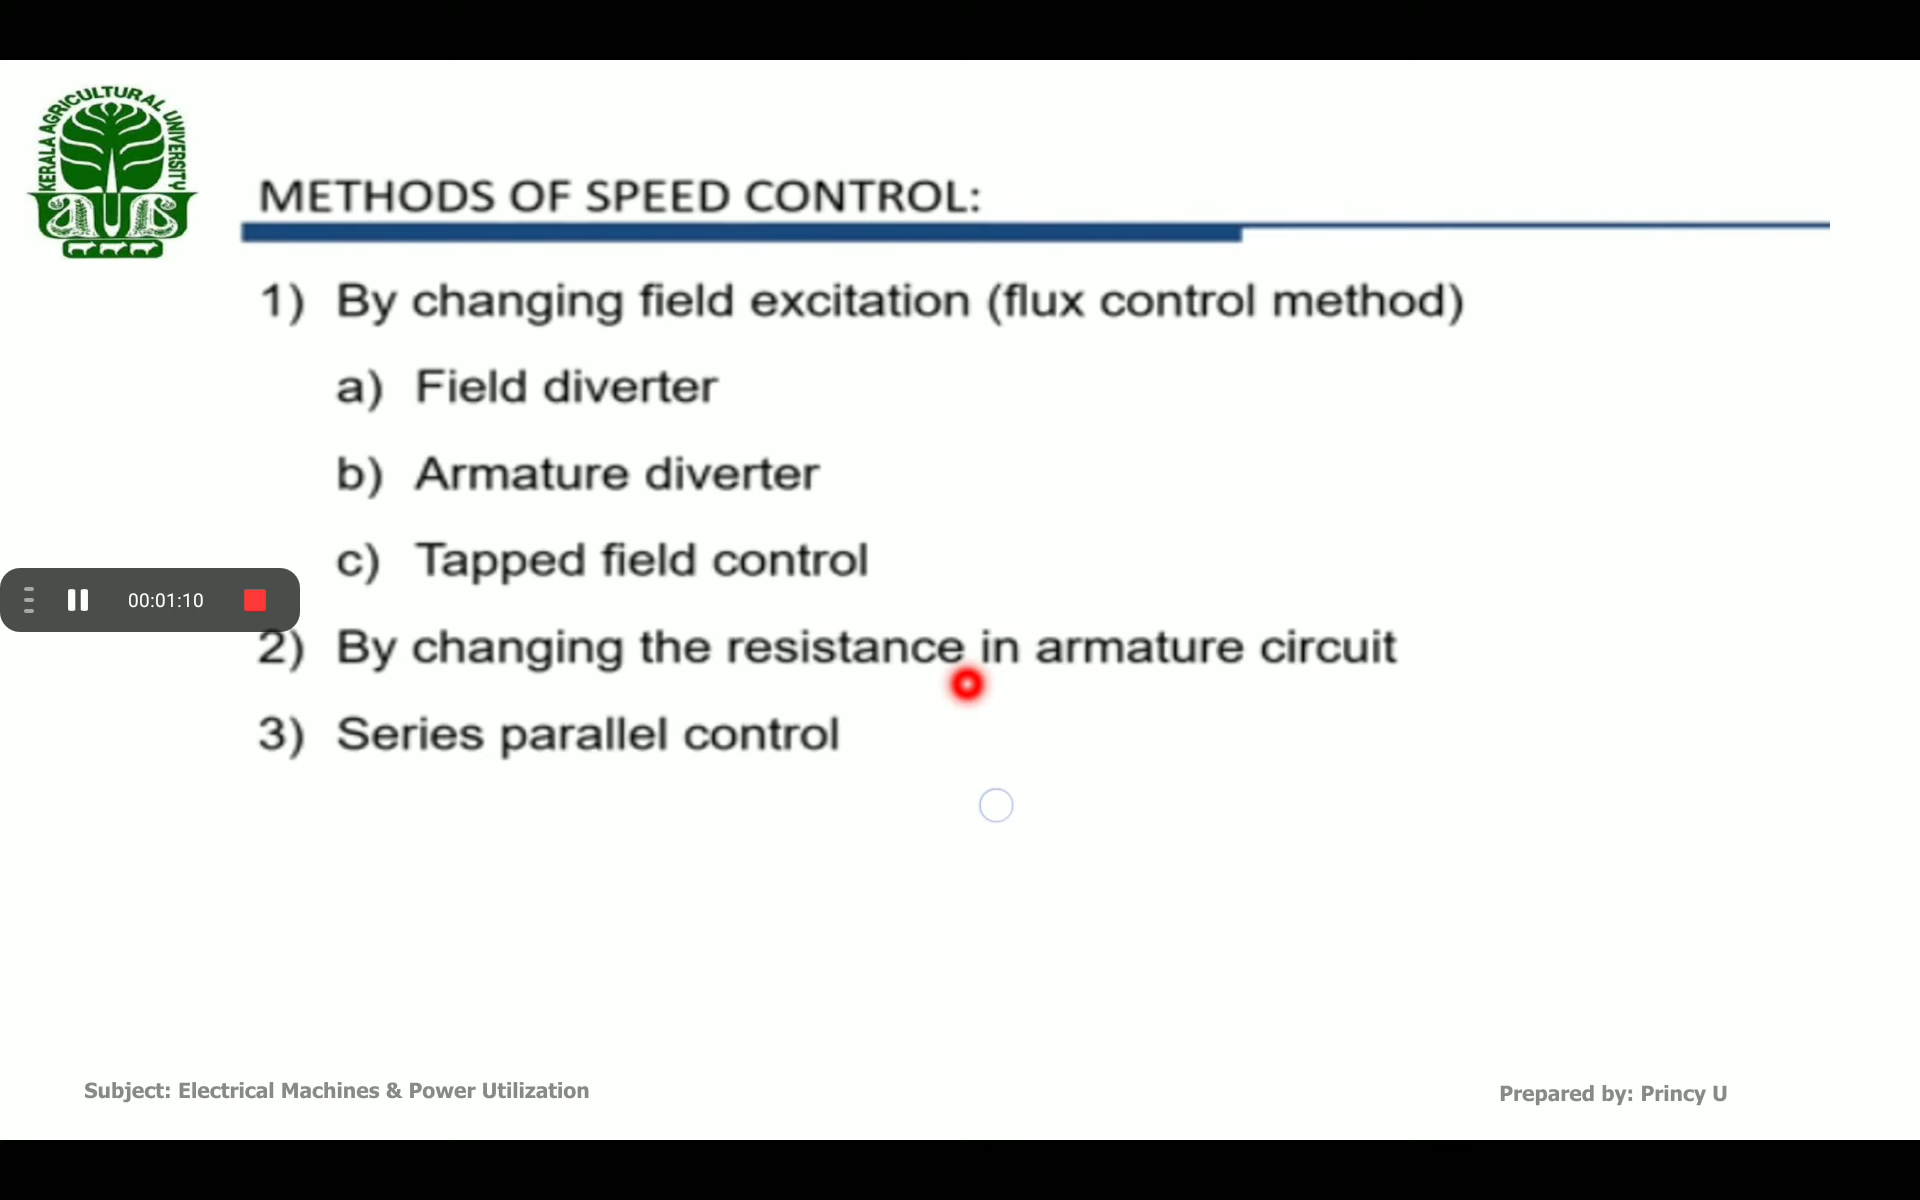 KERALA AGRICULTURAL UNIVERSITY
METHODS OF SPEED CONTROL:
1) By changing field excitation (flux control method)
a) Field diverter
b) Armature diverter
c) Tapped field control
00:01:10
2) By changing the resistance in armature circuit
3) Series parallel control
Subject: Electrical Machines & Power Utilization
Prepared by: Princy U